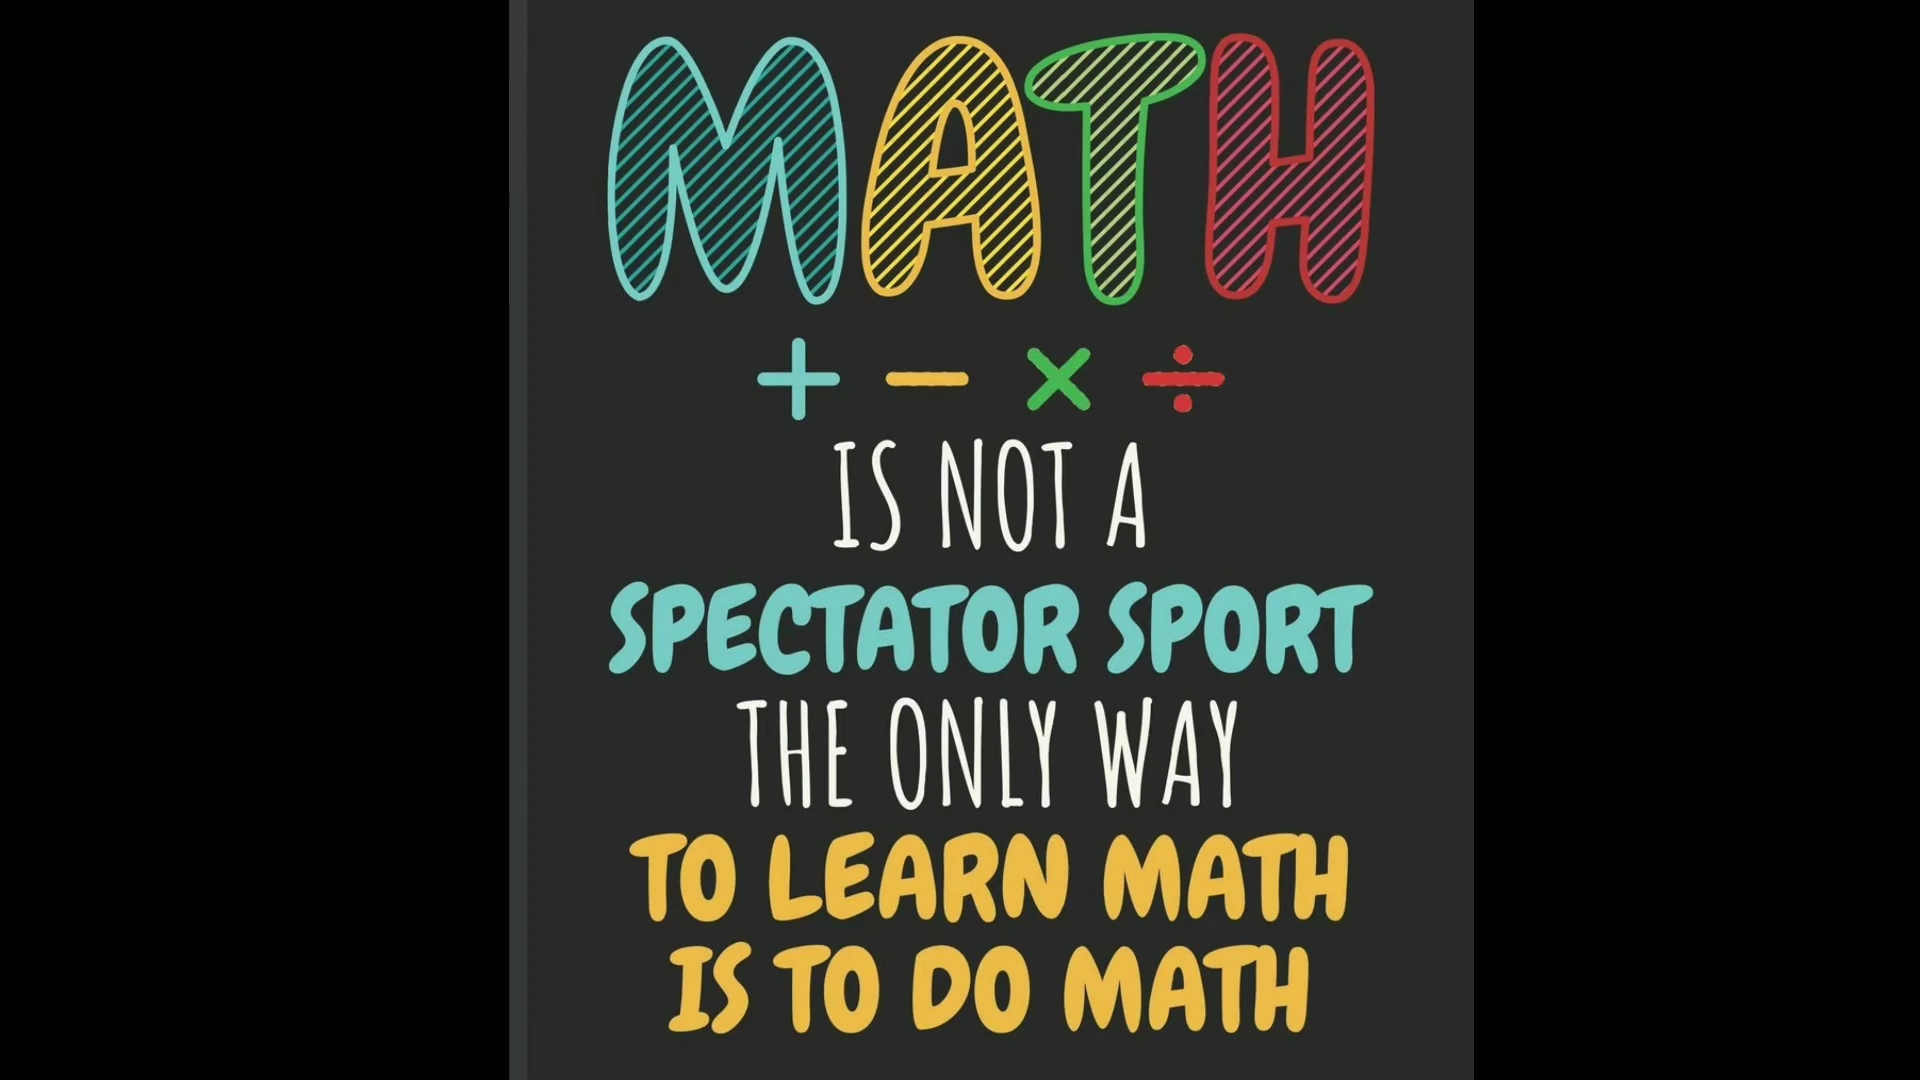 MATH
+ − × ÷
IS NOT A
SPECTATOR SPORT
THE ONLY WAY
TO LEARN MATH
IS TO DO MATH